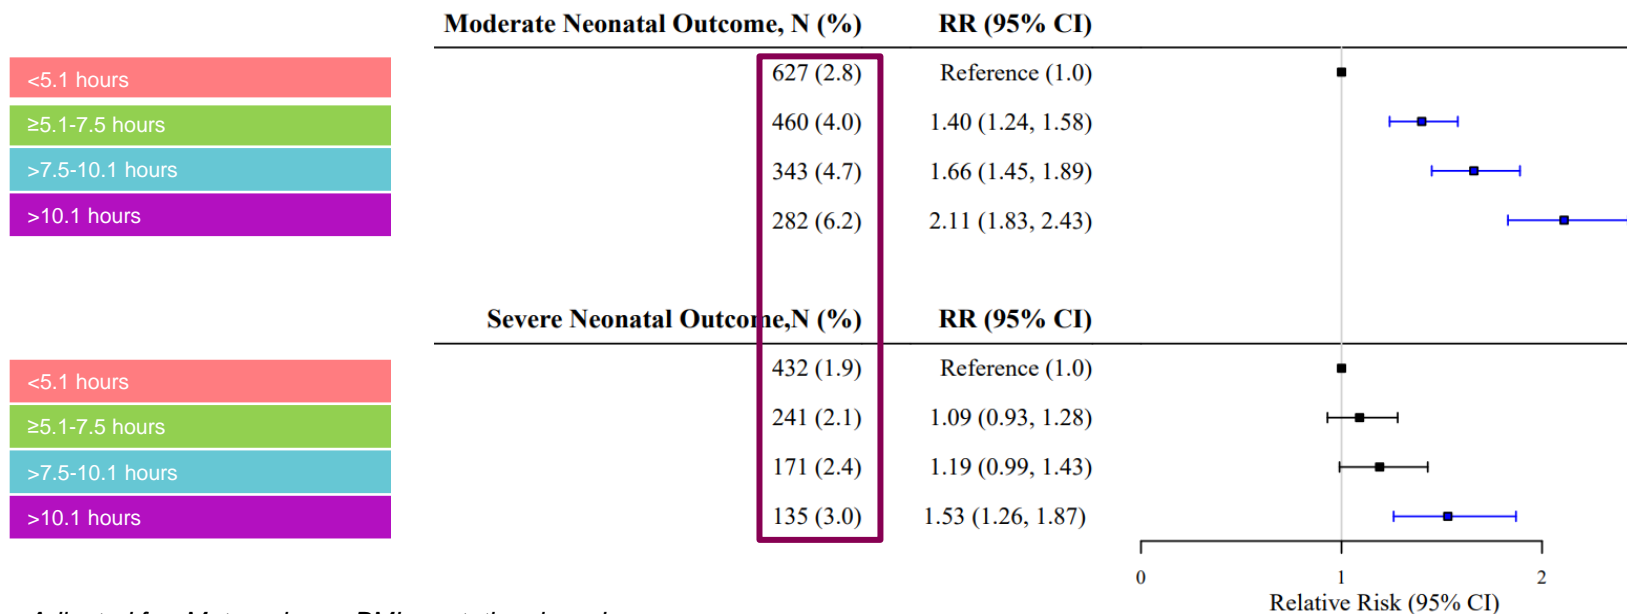 Moderate Neonatal Outcome, N (%) RR (95% CI)
<5.1 hours 627 (2.8) Reference (1.0)
≥5.1-7.5 hours 460 (4.0) 1.40 (1.24, 1.58)
>7.5-10.1 hours 343 (4.7) 1.66 (1.45, 1.89)
>10.1 hours 282 (6.2) 2.11 (1.83, 2.43)
Severe Neonatal Outcome,N (%) RR (95% CI)
<5.1 hours 432 (1.9) Reference (1.0)
≥5.1-7.5 hours 241 (2.1) 1.09 (0.93, 1.28)
>7.5-10.1 hours 171 (2.4) 1.19 (0.99, 1.43)
>10.1 hours 135 (3.0) 1.53 (1.26, 1.87)
0 1 2
Relative Risk (95% CI)